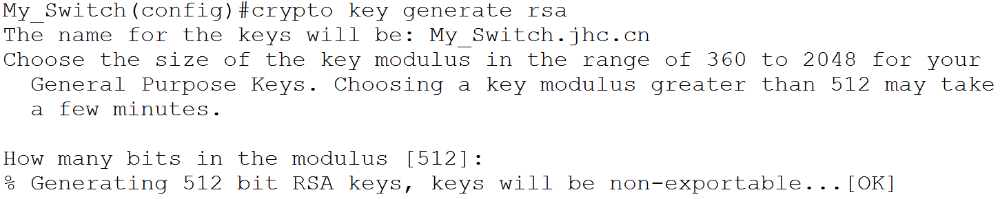 My_Switch(config)#crypto key generate rsa
The name for the keys will be: My_Switch.jhc.cn
Choose the size of the key modulus in the range of 360 to 2048 for your
General Purpose Keys. Choosing a key modulus greater than 512 may take
a few minutes.
How many bits in the modulus [512]:
% Generating 512 bit RSA keys, keys will be non-exportable...[OK]